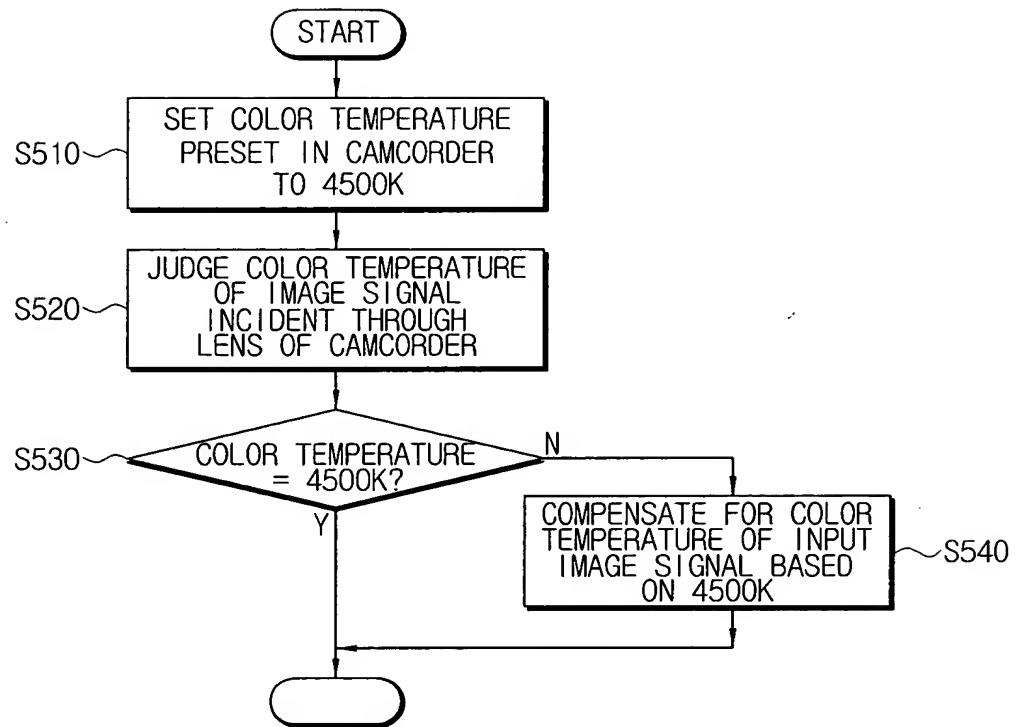 START
S510
SET COLOR TEMPERATURE
PRESET IN CAMCORDER
TO 4500K
S520
JUDGE COLOR TEMPERATURE
OF IMAGE SIGNAL
INCIDENT THROUGH
LENS OF CAMCORDER
S530
COLOR TEMPERATURE
= 4500K?
N
Y
COMPENSATE FOR COLOR
TEMPERATURE OF INPUT
IMAGE SIGNAL BASED
ON 4500K
S540